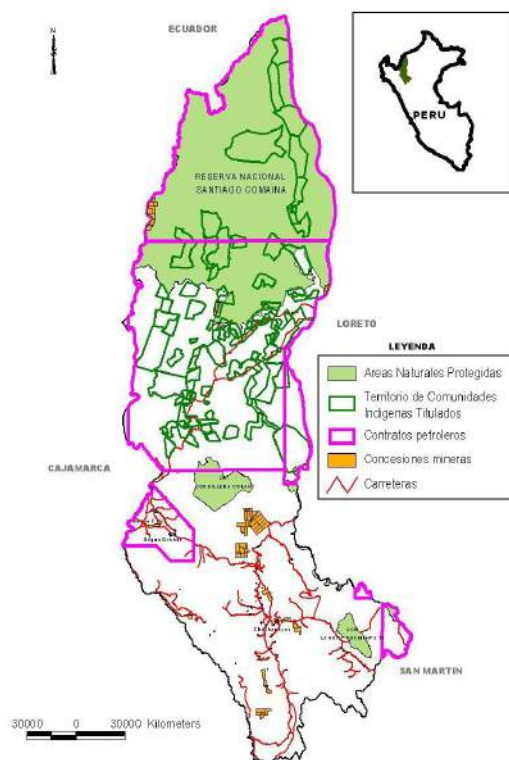 ECUADOR
PERU
RESERVA NACIONAL
SANTIAGO COMAINA
LORETO
LEYENDA
Areas Naturales Protegidas
Territorio de Comunidades
Indigenas Titulados
Contratos petroleros
Concesiones mineras
Carreteras
CAJAMARCA
SAN MARTIN
30000 0 30000 Kilometers